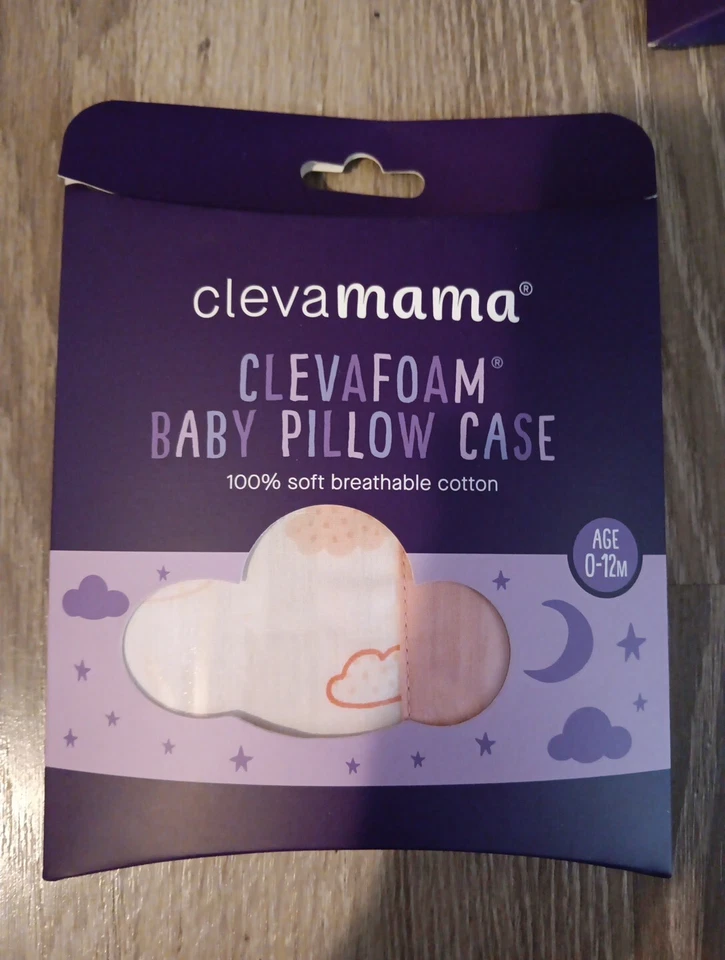 clevamama®
CLEVAFOAM®
BABY PILLOW CASE
100% soft breathable cotton
AGE
0-12M